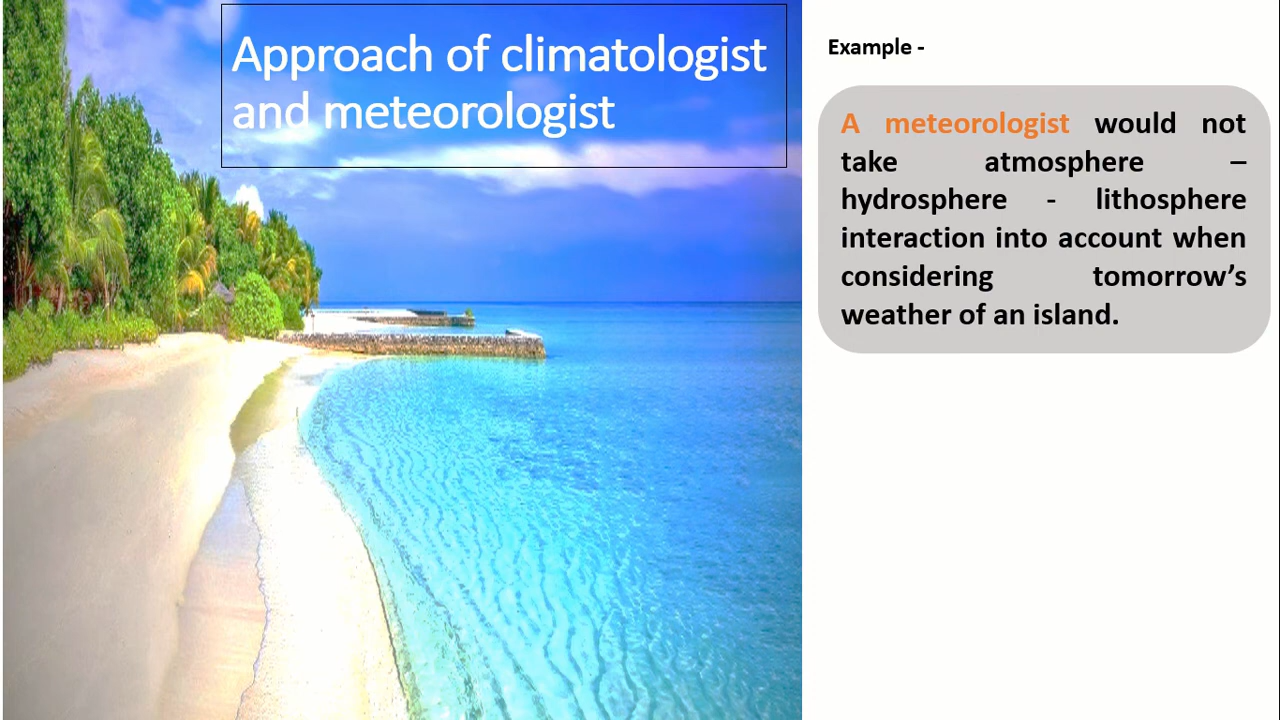 Approach of climatologist
and meteorologist
Example -
A meteorologist would not
take atmosphere –
hydrosphere - lithosphere
interaction into account when
considering tomorrow’s
weather of an island.